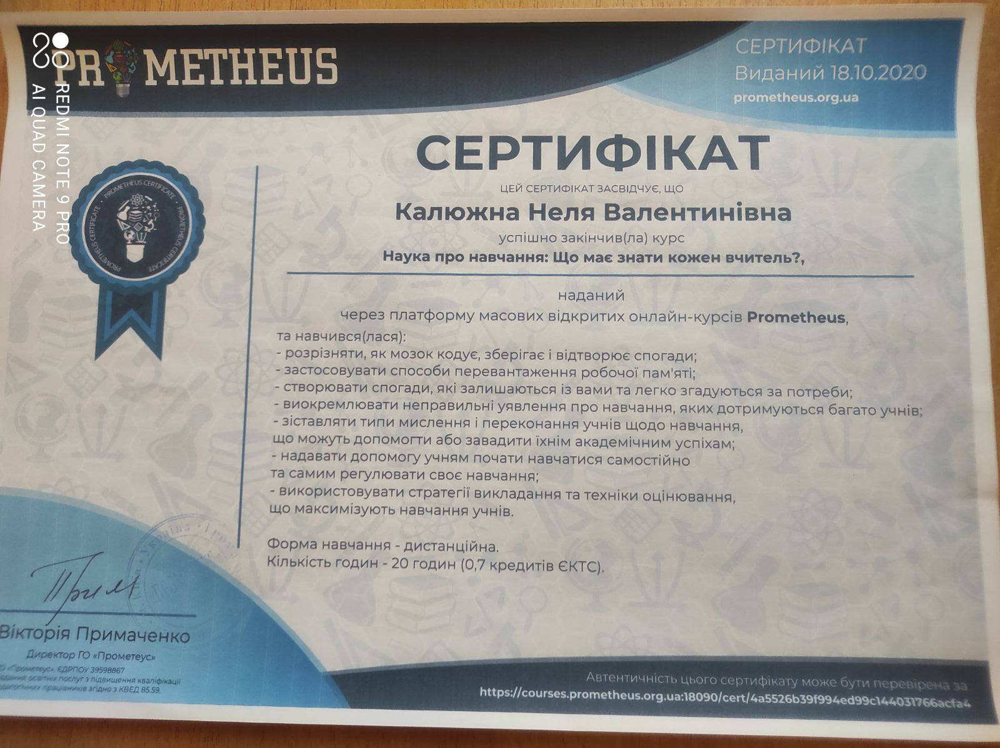 PROMETHEUS
СЕРТИФІКАТ
Виданий 18.10.2020
prometheus.org.ua
REDMI NOTE 9 PRO
AI QUAD CAMERA
PROMETHEUS CERTIFICATE • PROMETHEUS CERTIFICATE • PROMETHEUS CERTIFICATE
СЕРТИФІКАТ
ЦЕЙ СЕРТИФІКАТ ЗАСВІДЧУЄ, ЩО
Калюжна Неля Валентинівна
успішно закінчив(ла) курс
Наука про навчання: Що має знати кожен вчитель?,
наданий
через платформу масових відкритих онлайн-курсів Prometheus,
та навчився(лася):
- розрізняти, як мозок кодує, зберігає і відтворює спогади;
- застосовувати способи перевантаження робочої пам'яті;
- створювати спогади, які залишаються із вами та легко згадуються за потреби;
- виокремлювати неправильні уявлення про навчання, яких дотримуються багато учнів;
- зіставляти типи мислення і переконання учнів щодо навчання,
що можуть допомогти або завадити їхнім академічним успіхам;
- надавати допомогу учням почати навчатися самостійно
та самим регулювати своє навчання;
- використовувати стратегії викладання та техніки оцінювання,
що максимізують навчання учнів.
Форма навчання - дистанційна.
Кількість годин - 20 годин (0,7 кредитів ЄКТС).
Україна
Прим
Вікторія Примаченко
Директор ГО «Прометеус»
«Прометеус», ЄДРПОУ 39598867
освітніх послуг з підвищення кваліфікації
працівників згідно з КВЕД 85.59.
Автентичність цього сертифікату може бути перевірена за
https://courses.prometheus.org.ua:18090/cert/4a5526b39f994ed99c144031766acfa4